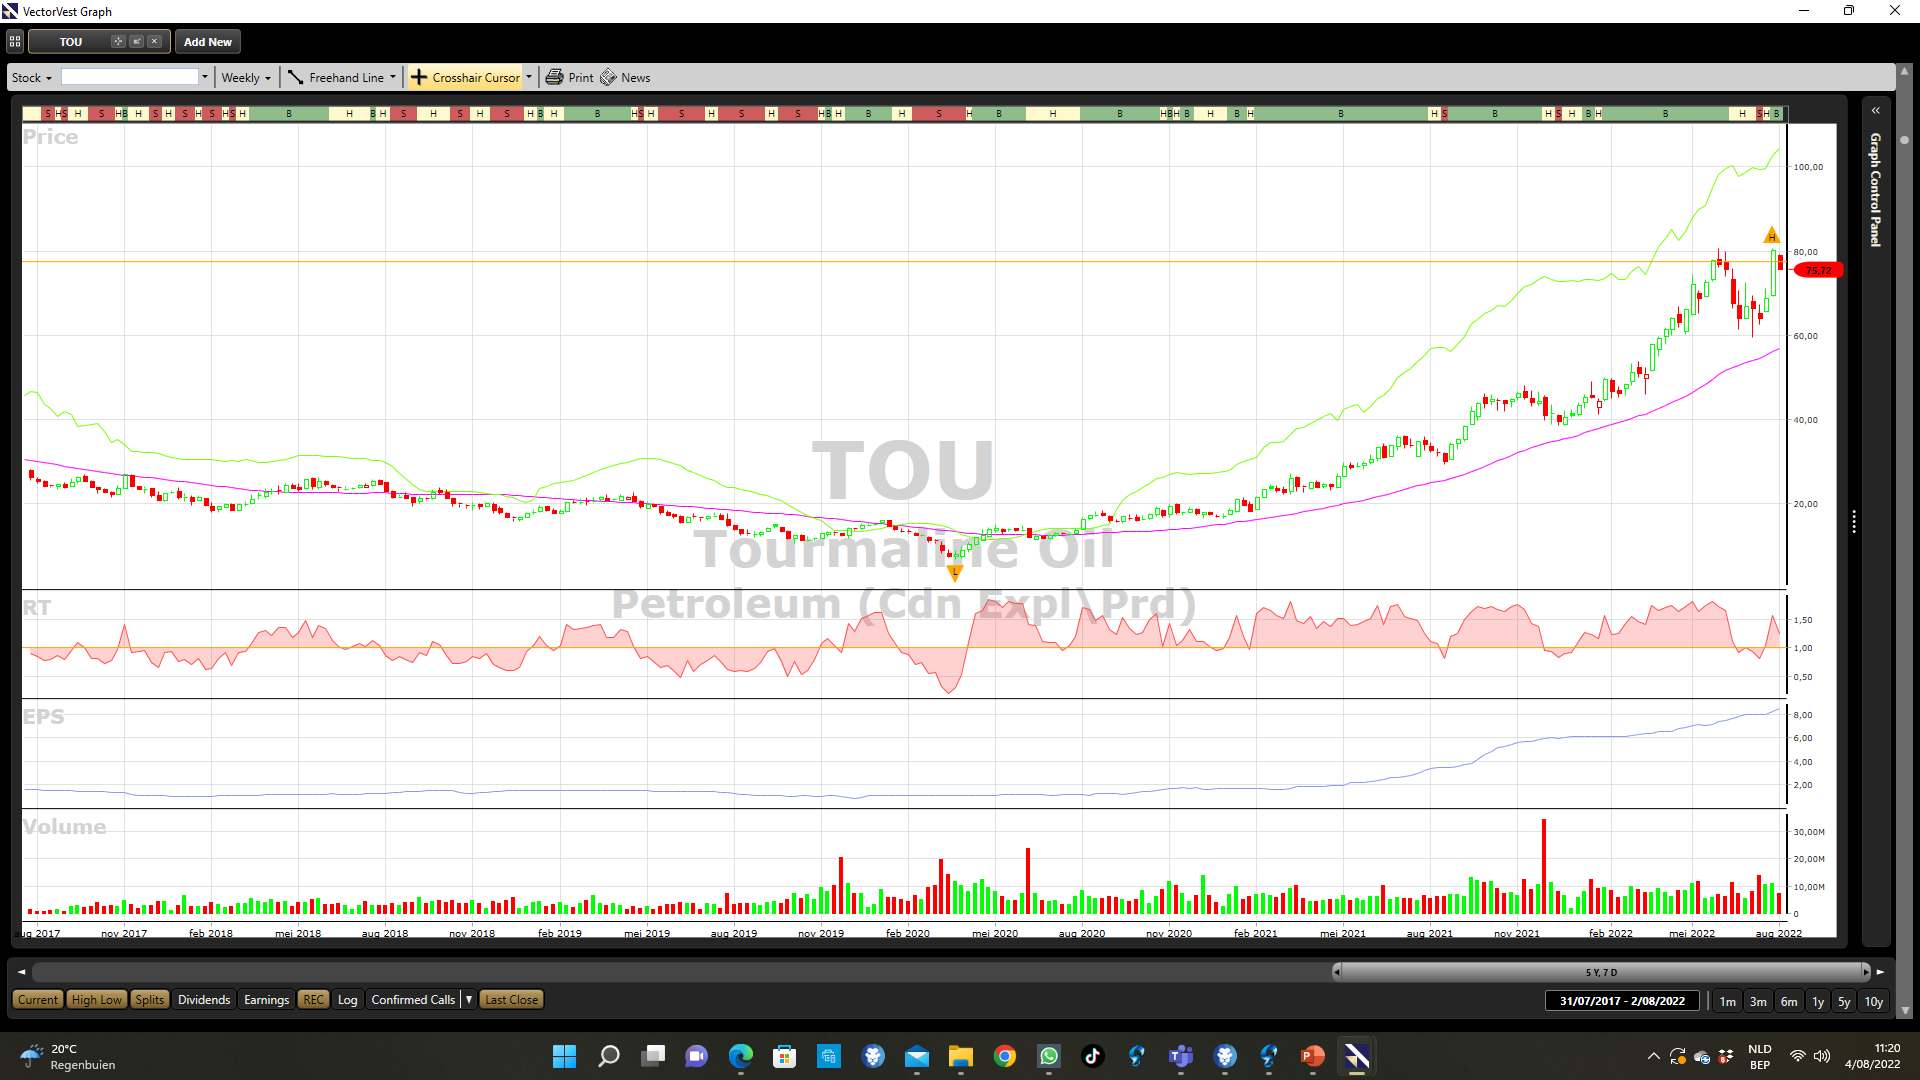 VectorVest Graph
TOU Add New
Stock Weekly Freehand Line Crosshair Cursor Print News
S H S H S H B H S H S H S H S H B H B H S H S H S H B H B H S H S H S H B H B H S H B H B H B H B H B H B H S B H S H B H B H S H B
Price
100,00
80,00
75,72
60,00
40,00
20,00
H
L
TOU
Tourmaline Oil
Petroleum (Cdn Expl\Prd)
RT
1,50
1,00
0,50
EPS
8,00
6,00
4,00
2,00
Volume
30,00M
20,00M
10,00M
0
aug 2017 nov 2017 feb 2018 mei 2018 aug 2018 nov 2018 feb 2019 mei 2019 aug 2019 nov 2019 feb 2020 mei 2020 aug 2020 nov 2020 feb 2021 mei 2021 aug 2021 nov 2021 feb 2022 mei 2022 aug 2022
Graph Control Panel
5 Y, 7 D
Current High Low Splits Dividends Earnings REC Log Confirmed Calls Last Close
31/07/2017 - 2/08/2022 1m 3m 6m 1y 5y 10y
20°C
Regenbuien
NLD
BEP
11:20
4/08/2022